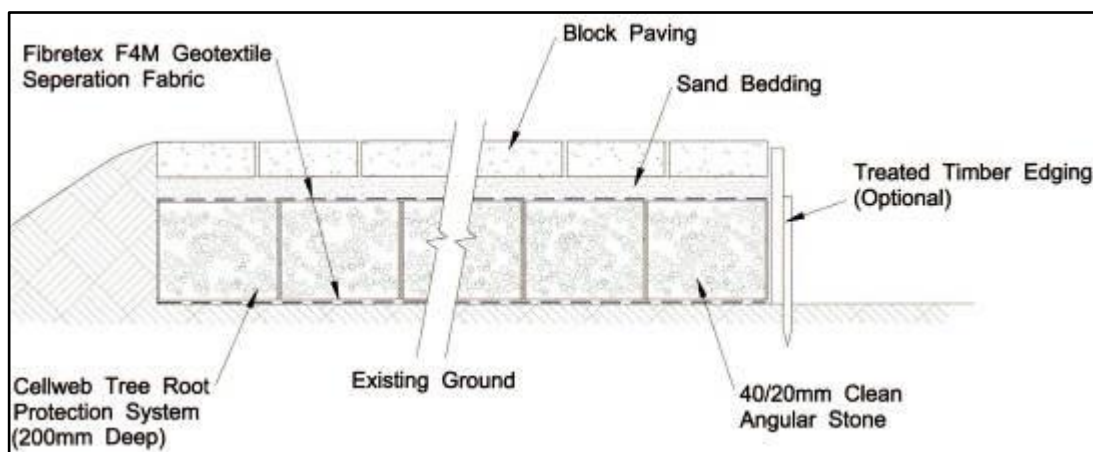 Block Paving
Fibretex F4M Geotextile
Seperation Fabric
Sand Bedding
Treated Timber Edging
(Optional)
Cellweb Tree Root
Protection System
(200mm Deep)
Existing Ground
40/20mm Clean
Angular Stone